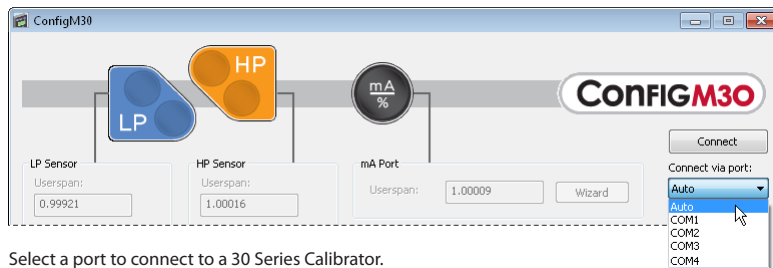 ConfigM30
HP
LP
mA
%
CONFIGM30
Connect
Connect via port:
LP Sensor
HP Sensor
mA Port
Userspan:
Userspan:
Userspan:
0.99921
1.00016
1.00009
Wizard
Auto
Auto
COM1
COM2
COM3
COM4
Select a port to connect to a 30 Series Calibrator.